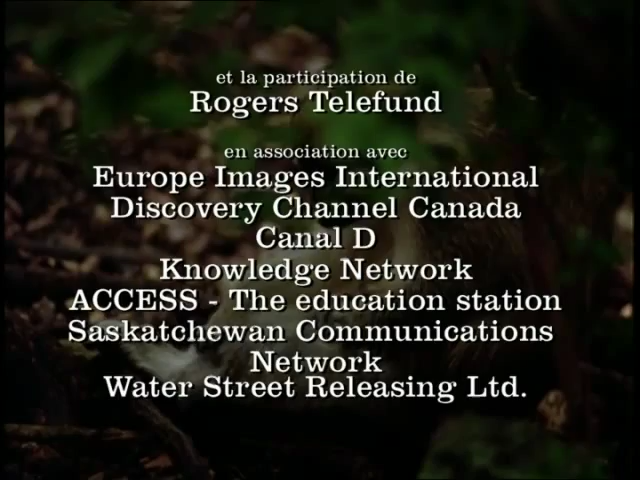 et la participation de
Rogers Telefund
en association avec
Europe Images International
Discovery Channel Canada
Canal D
Knowledge Network
ACCESS - The education station
Saskatchewan Communications
Network
Water Street Releasing Ltd.